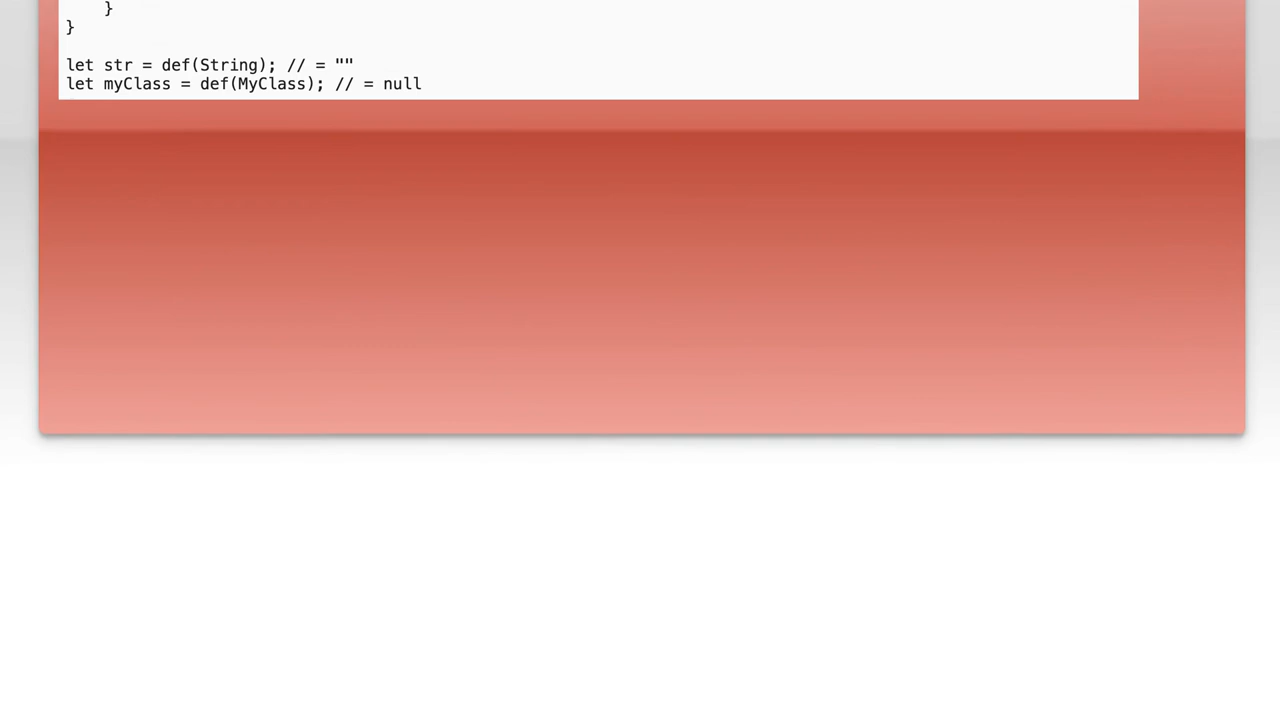 }
}
let str = def(String); // = ""
let myClass = def(MyClass); // = null